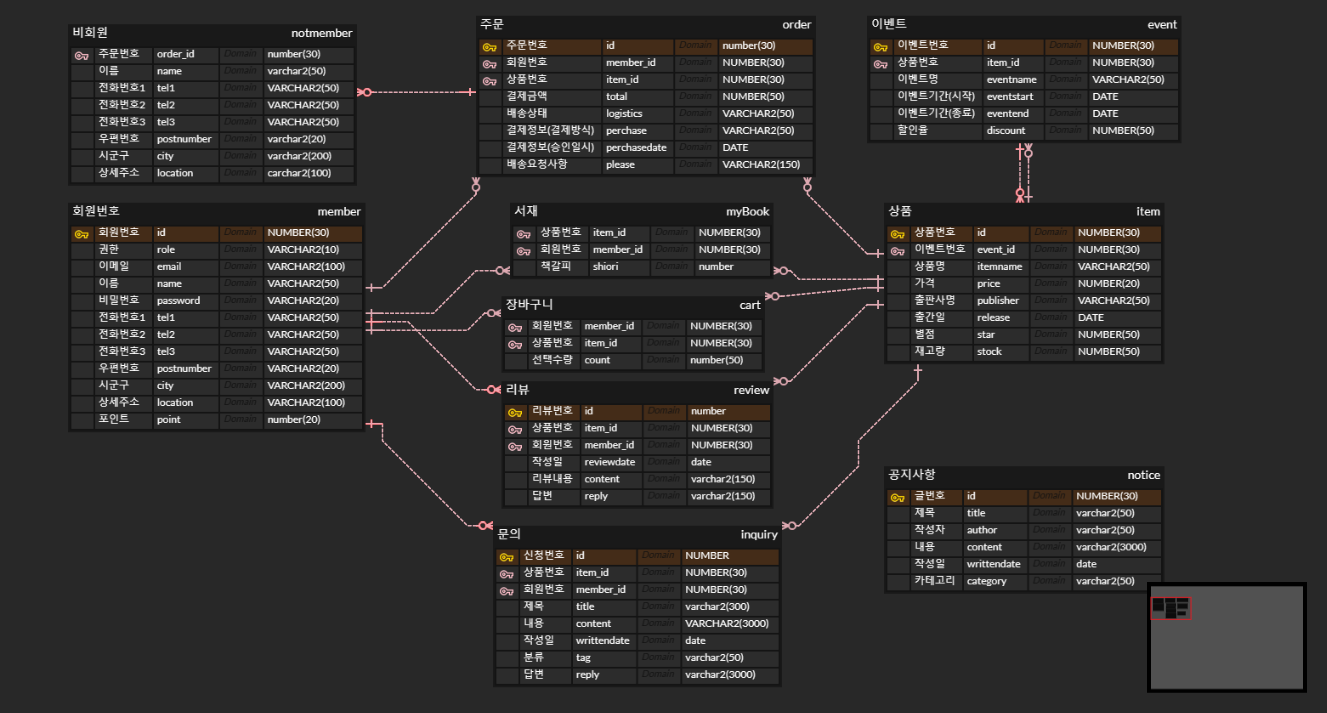 비회원 notmember
주문번호 order_id Domain number(30)
이름 name Domain varchar2(50)
전화번호1 tel1 Domain VARCHAR2(50)
전화번호2 tel2 Domain VARCHAR2(50)
전화번호3 tel3 Domain VARCHAR2(50)
우편번호 postnumber Domain varchar2(20)
시군구 city Domain varchar2(200)
상세주소 location Domain carchar2(100)
주문 order
주문번호 id Domain number(30)
회원번호 member_id Domain NUMBER(30)
상품번호 item_id Domain NUMBER(30)
결제금액 total Domain NUMBER(50)
배송상태 logistics Domain VARCHAR2(50)
결제정보(결제방식) perchase Domain VARCHAR2(50)
결제정보(승인일시) perchasedate Domain DATE
배송요청사항 please Domain VARCHAR2(150)
이벤트 event
이벤트번호 id Domain NUMBER(30)
상품번호 item_id Domain NUMBER(30)
이벤트명 eventname Domain VARCHAR2(50)
이벤트기간(시작) eventstart Domain DATE
이벤트기간(종료) eventend Domain DATE
할인율 discount Domain NUMBER(50)
회원번호 member
회원번호 id Domain NUMBER(30)
권한 role Domain VARCHAR2(10)
이메일 email Domain VARCHAR2(100)
이름 name Domain VARCHAR2(50)
비밀번호 password Domain VARCHAR2(20)
전화번호1 tel1 Domain VARCHAR2(50)
전화번호2 tel2 Domain VARCHAR2(50)
전화번호3 tel3 Domain VARCHAR2(50)
우편번호 postnumber Domain VARCHAR2(20)
시군구 city Domain VARCHAR2(200)
상세주소 location Domain VARCHAR2(100)
포인트 point Domain number(20)
서재 myBook
상품번호 item_id Domain NUMBER(30)
회원번호 member_id Domain NUMBER(30)
책갈피 shiori Domain number
장바구니 cart
회원번호 member_id Domain NUMBER(30)
상품번호 item_id Domain NUMBER(30)
선택수량 count Domain number(50)
리뷰 review
리뷰번호 id Domain number
상품번호 item_id Domain NUMBER(30)
회원번호 member_id Domain NUMBER(30)
작성일 reviewdate Domain date
리뷰내용 content Domain varchar2(150)
답변 reply Domain varchar2(150)
문의 inquiry
신청번호 id Domain NUMBER
상품번호 item_id Domain NUMBER(30)
회원번호 member_id Domain NUMBER(30)
제목 title Domain varchar2(300)
내용 content Domain VARCHAR2(3000)
작성일 writtendate Domain date
분류 tag Domain varchar2(50)
답변 reply Domain varchar2(3000)
상품 item
상품번호 id Domain NUMBER(30)
이벤트번호 event_id Domain NUMBER(30)
상품명 itemname Domain VARCHAR2(50)
가격 price Domain NUMBER(20)
출판사명 publisher Domain VARCHAR2(50)
출간일 release Domain DATE
별점 star Domain NUMBER(50)
재고량 stock Domain NUMBER(50)
공지사항 notice
글번호 id Domain NUMBER(30)
제목 title Domain varchar2(50)
작성자 author Domain varchar2(50)
내용 content Domain varchar2(3000)
작성일 writtendate Domain date
카테고리 category Domain varchar2(50)